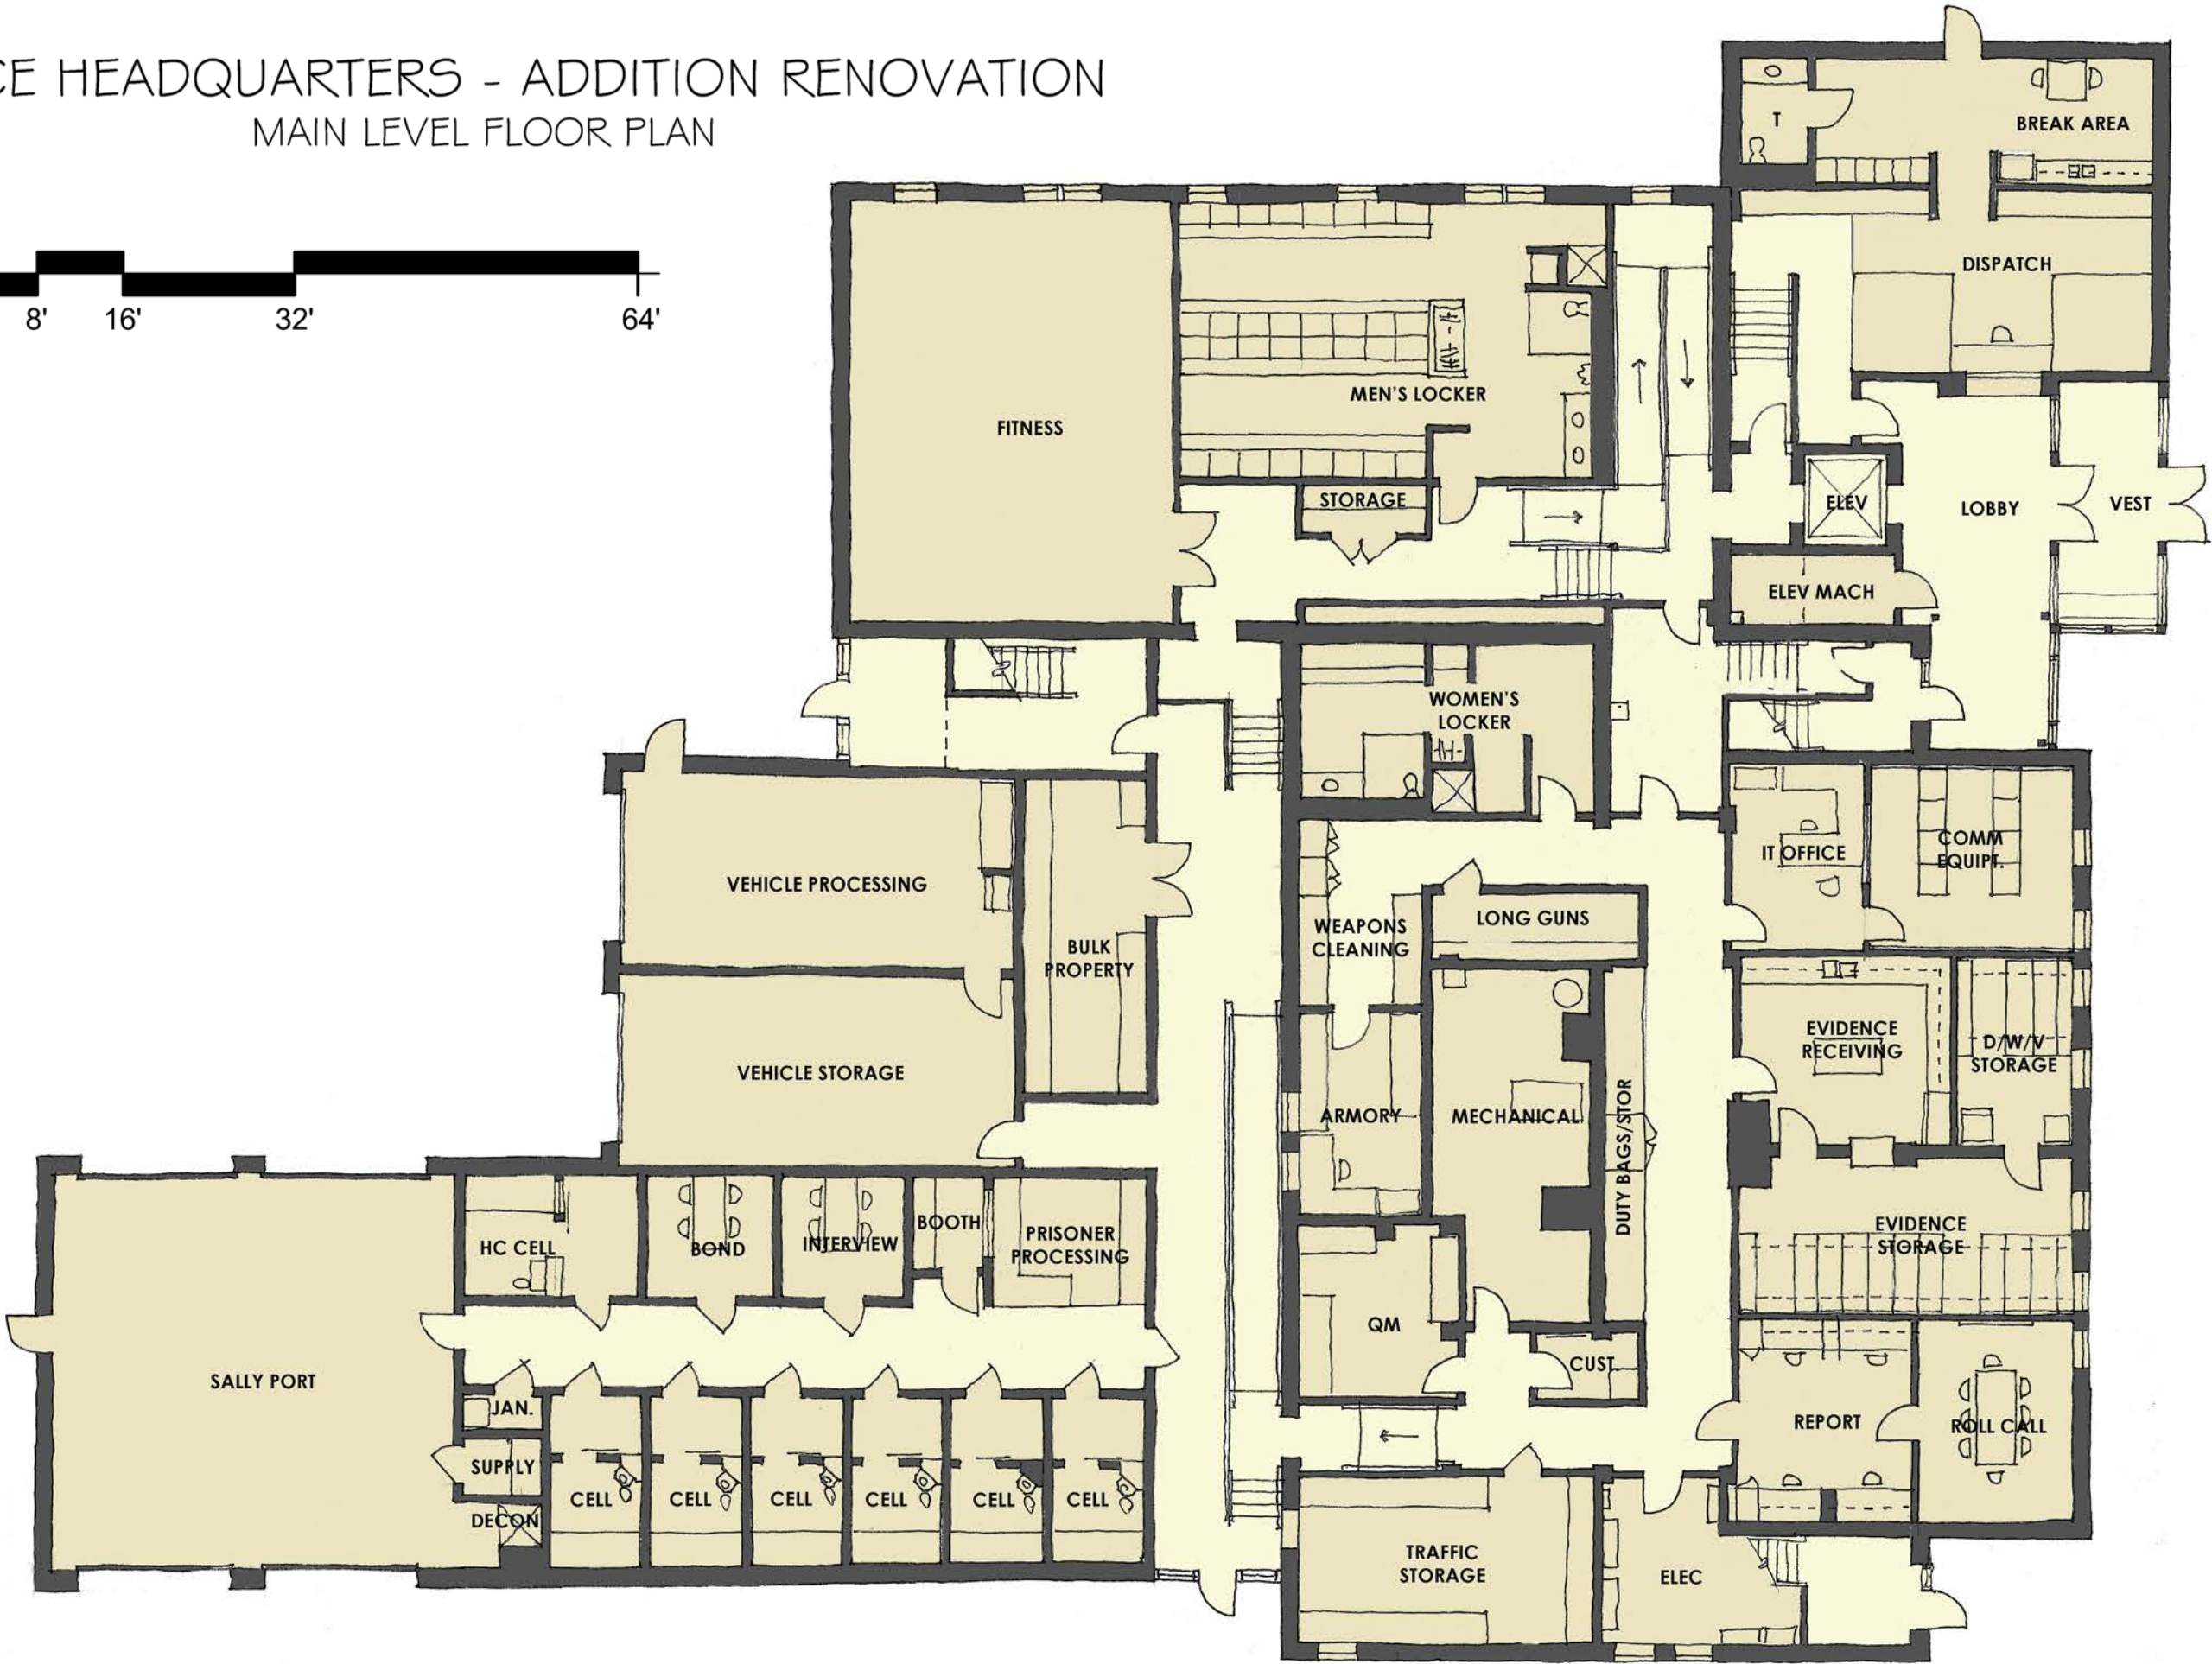 CE HEADQUARTERS - ADDITION RENOVATION
MAIN LEVEL FLOOR PLAN
8' 16' 32' 64'
T
BREAK AREA
DISPATCH
FITNESS
MEN'S LOCKER
STORAGE
ELEV
LOBBY
VEST
ELEV MACH
WOMEN'S
LOCKER
VEHICLE PROCESSING
BULK
PROPERTY
WEAPONS
CLEANING
LONG GUNS
IT OFFICE
COMM
EQUIPT.
VEHICLE STORAGE
ARMORY
MECHANICAL
DUTY BAGS/STOR
EVIDENCE
RECEIVING
D/W/V
STORAGE
EVIDENCE
STORAGE
HC CELL
BOND
INTERVIEW
BOOTH
PRISONER
PROCESSING
QM
CUST.
SALLY PORT
JAN.
SUPPLY
DECON
CELL
CELL
CELL
CELL
CELL
CELL
REPORT
ROLL CALL
TRAFFIC
STORAGE
ELEC